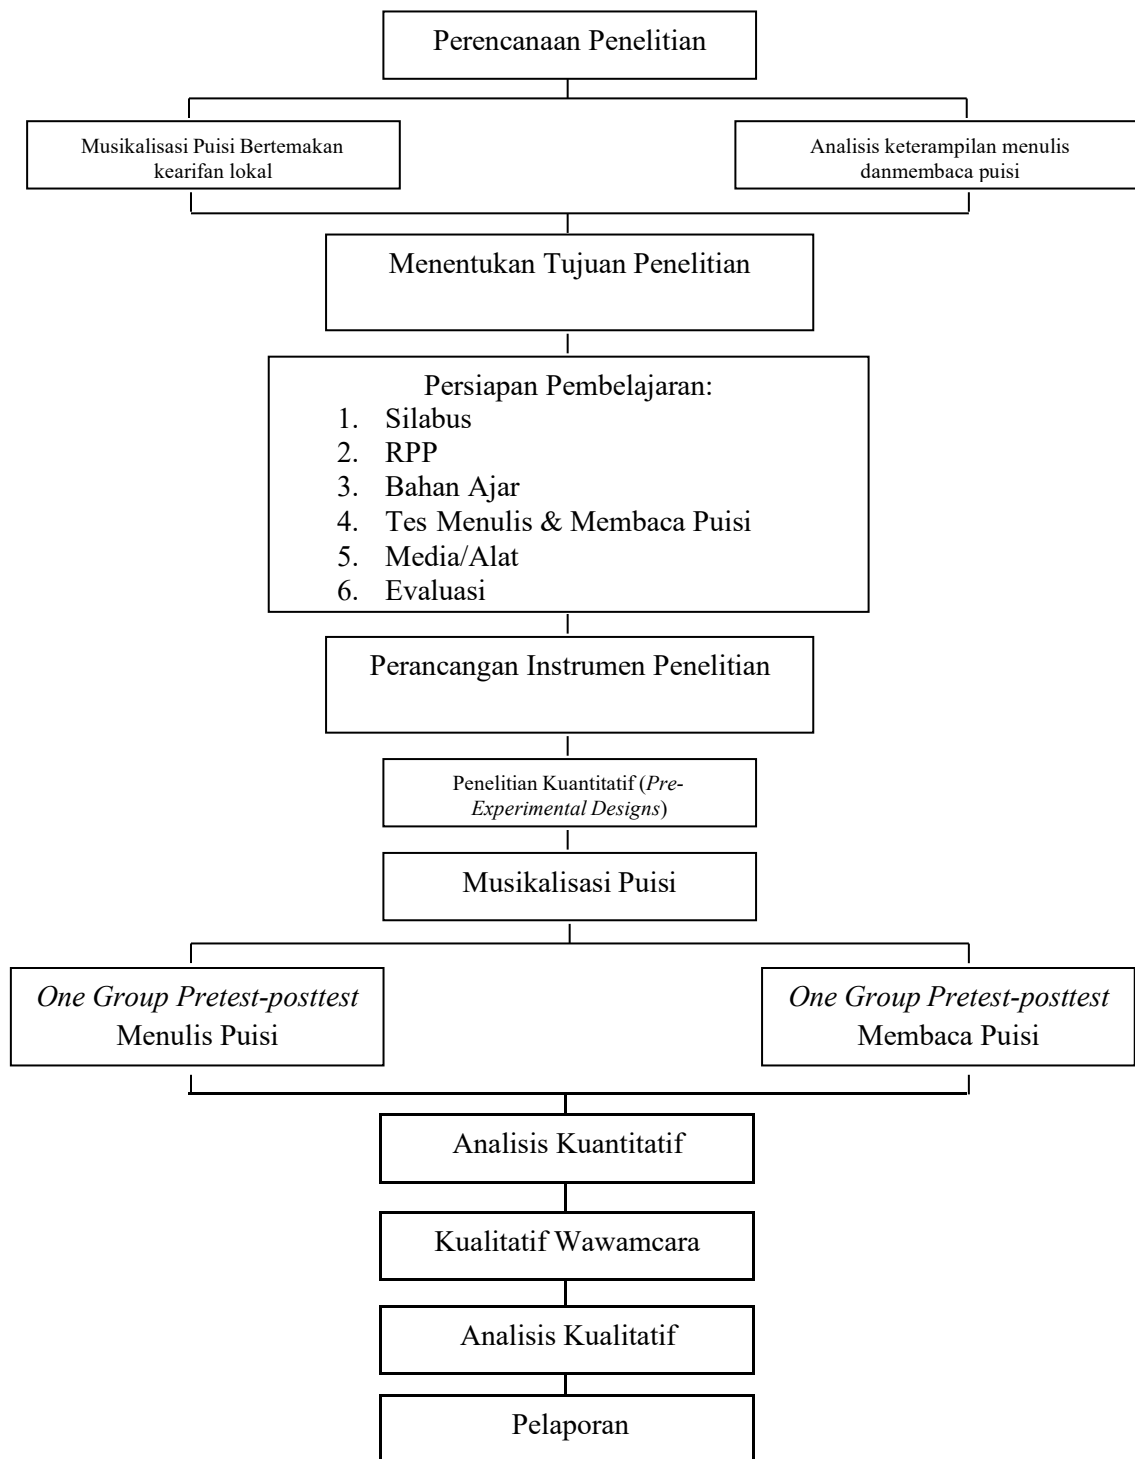 Perencanaan Penelitian
Musikalisasi Puisi Bertemakan
kearifan lokal
Analisis keterampilan menulis
danmembaca puisi
Menentukan Tujuan Penelitian
Persiapan Pembelajaran:
1. Silabus
2. RPP
3. Bahan Ajar
4. Tes Menulis & Membaca Puisi
5. Media/Alat
6. Evaluasi
Perancangan Instrumen Penelitian
Penelitian Kuantitatif (Pre-
Experimental Designs)
Musikalisasi Puisi
One Group Pretest-posttest
Menulis Puisi
One Group Pretest-posttest
Membaca Puisi
Analisis Kuantitatif
Kualitatif Wawamcara
Analisis Kualitatif
Pelaporan